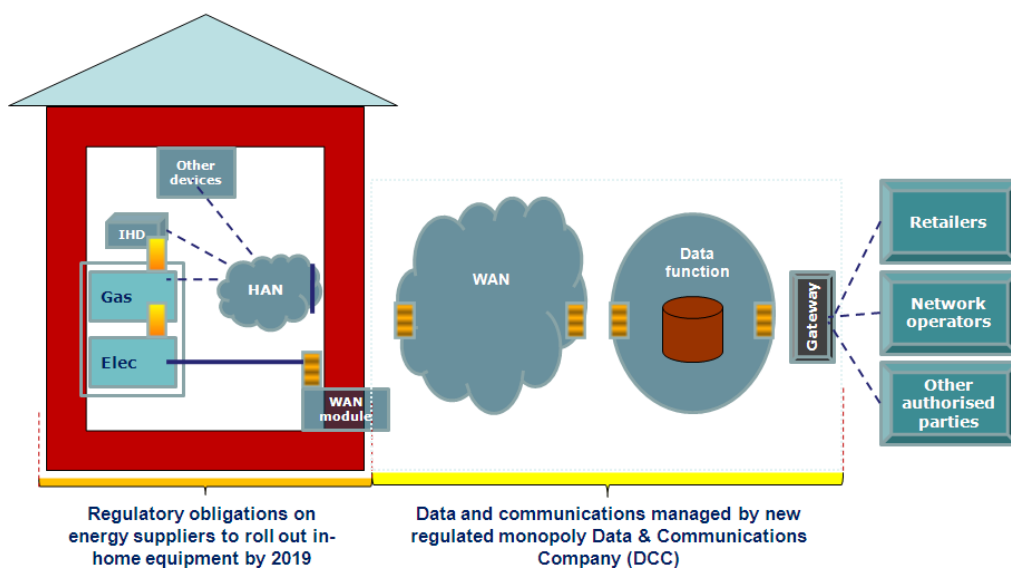 Other
devices
IHD
Gas
HAN
Elec
WAN
module
WAN
Data
function
Gateway
Retailers
Network
operators
Other
authorised
parties
Regulatory obligations on
energy suppliers to roll out in-
home equipment by 2019
Data and communications managed by new
regulated monopoly Data & Communications
Company (DCC)